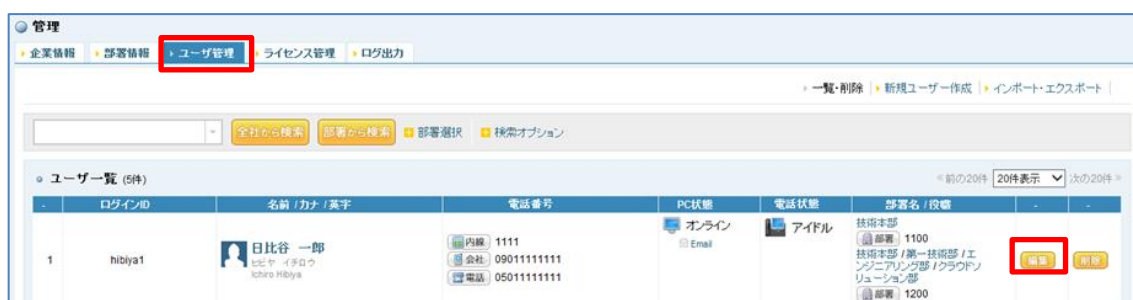 管理
企業情報 部署情報 ユーザ管理 ライセンス管理 ログ出力
一覧・削除 新規ユーザー作成 インポート・エクスポート
全社から検索 部署から検索 部署選択 検索オプション
ユーザ一覧 (5件) 前の20件 20件表示 次の20件
- ログインID 名前 / カナ / 英字 電話番号 PC状態 電話状態 部署名 / 役職 - -
1 hibiya1 日比谷 一郎 ヒビヤ イチロウ Ichiro Hibiya
内線 1111
会社 09011111111
電話 05011111111
オンライン
Email
アイドル
技術本部
部署 1100
技術本部 / 第一技術部 / エ
ンジニアリング部 / クラウドソ
リューション部
部署 1200
編集 削除